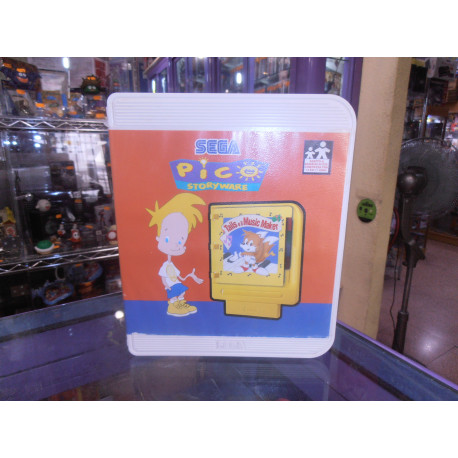 SEGA
PICO
STORYWARE
Tails and the
Music Maker